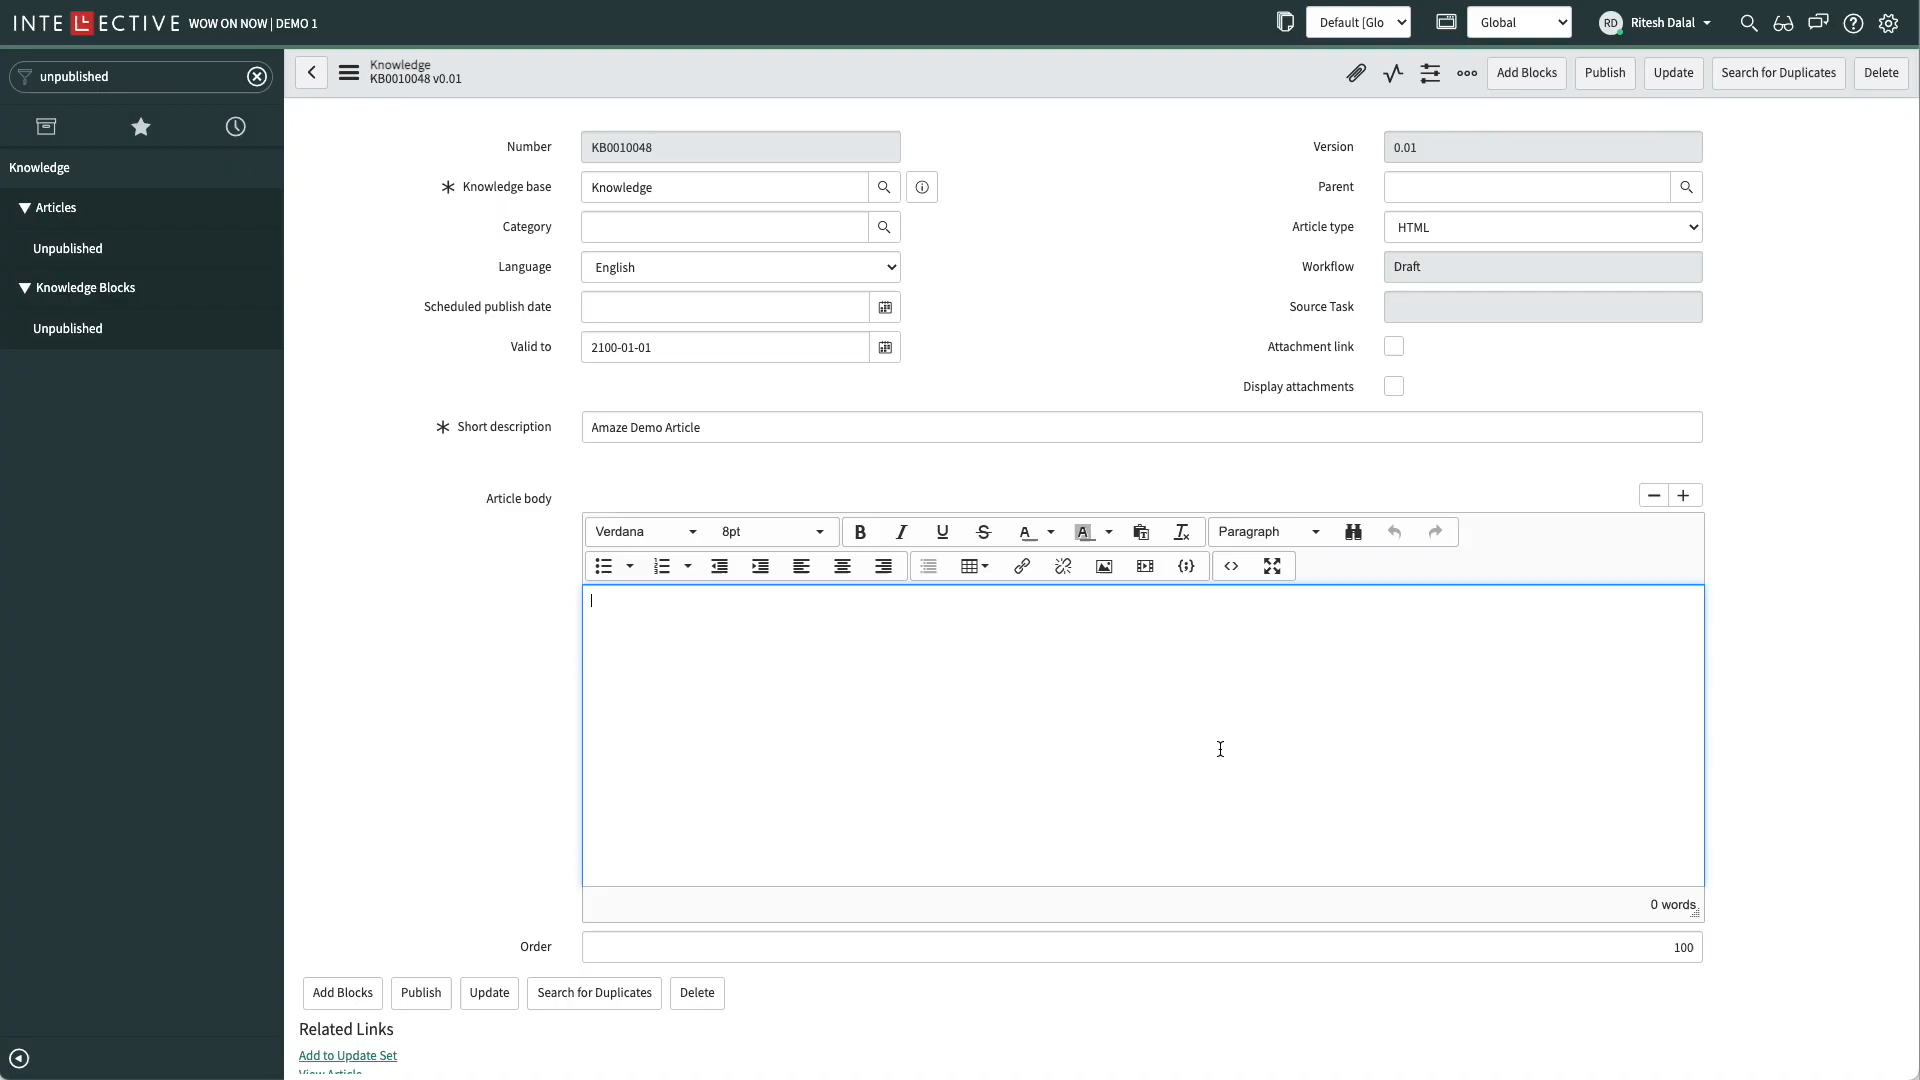 INTELLECTIVE WOW ON NOW | DEMO 1
Default [Glo
Global
RD Ritesh Dalal
unpublished
Knowledge
KB0010048 v0.01
Add Blocks
Publish
Update
Search for Duplicates
Delete
Knowledge
Articles
Unpublished
Knowledge Blocks
Unpublished
Number KB0010048
Knowledge base Knowledge
Category
Language English
Scheduled publish date
Valid to 2100-01-01
Version 0.01
Parent
Article type HTML
Workflow Draft
Source Task
Attachment link
Display attachments
Short description Amaze Demo Article
Article body
Verdana 8pt B I U S A A Paragraph
0 words
Order 100
Add Blocks Publish Update Search for Duplicates Delete
Related Links
Add to Update Set
View Article